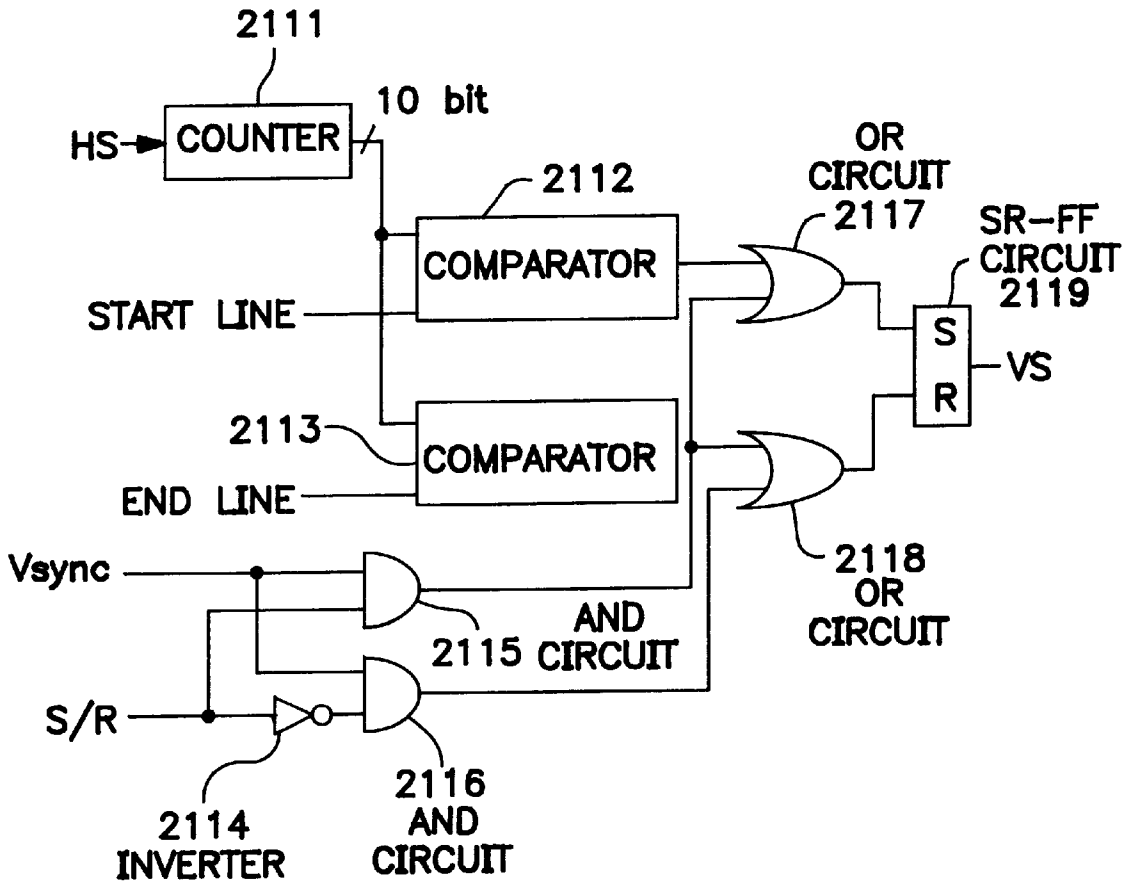 2111
10 bit
HS
COUNTER
OR
CIRCUIT
2117
2112
SR-FF
CIRCUIT
2119
COMPARATOR
START LINE
S
R
VS
2113
COMPARATOR
END LINE
Vsync
2118
OR
CIRCUIT
2115
AND
CIRCUIT
S/R
2114
INVERTER
2116
AND
CIRCUIT